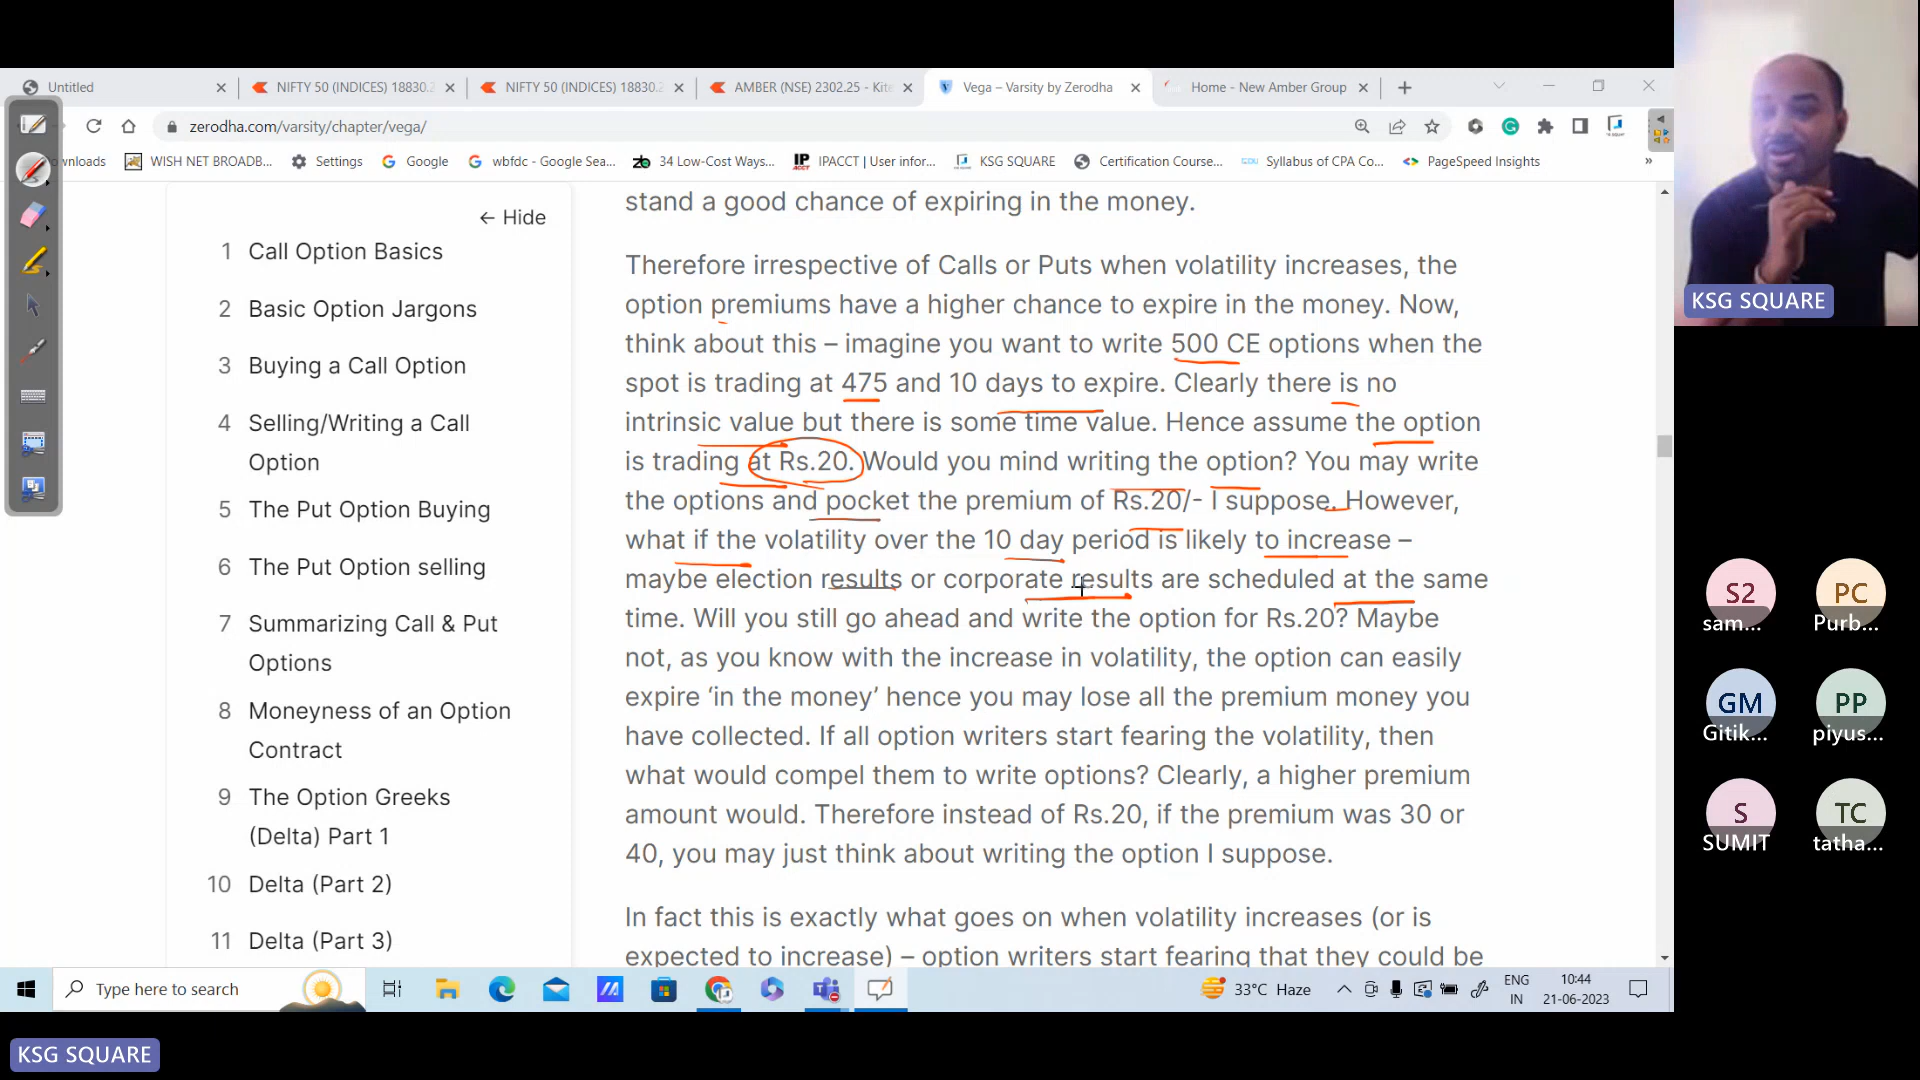 Untitled
NIFTY 50 (INDICES) 18830.2
NIFTY 50 (INDICES) 18830.2
AMBER (NSE) 2302.25 - Kite
Vega – Varsity by Zerodha
Home - New Amber Group
zerodha.com/varsity/chapter/vega/
ownloads
WISH NET BROADB...
Settings
Google
wbfdc - Google Sea...
34 Low-Cost Ways...
IPACCT | User infor...
KSG SQUARE
Certification Course...
Syllabus of CPA Co...
PageSpeed Insights
← Hide
1 Call Option Basics
2 Basic Option Jargons
3 Buying a Call Option
4 Selling/Writing a Call
Option
5 The Put Option Buying
6 The Put Option selling
7 Summarizing Call & Put
Options
8 Moneyness of an Option
Contract
9 The Option Greeks
(Delta) Part 1
10 Delta (Part 2)
11 Delta (Part 3)
stand a good chance of expiring in the money.
Therefore irrespective of Calls or Puts when volatility increases, the
option premiums have a higher chance to expire in the money. Now,
think about this – imagine you want to write 500 CE options when the
spot is trading at 475 and 10 days to expire. Clearly there is no
intrinsic value but there is some time value. Hence assume the option
is trading at Rs.20. Would you mind writing the option? You may write
the options and pocket the premium of Rs.20/- I suppose. However,
what if the volatility over the 10 day period is likely to increase –
maybe election results or corporate results are scheduled at the same
time. Will you still go ahead and write the option for Rs.20? Maybe
not, as you know with the increase in volatility, the option can easily
expire ‘in the money’ hence you may lose all the premium money you
have collected. If all option writers start fearing the volatility, then
what would compel them to write options? Clearly, a higher premium
amount would. Therefore instead of Rs.20, if the premium was 30 or
40, you may just think about writing the option I suppose.
In fact this is exactly what goes on when volatility increases (or is
expected to increase) – option writers start fearing that they could be
KSG SQUARE
S2
sam...
PC
Purb...
GM
Gitik...
PP
piyus...
S
SUMIT
TC
tatha...
Type here to search
33°C Haze
ENG
IN
10:44
21-06-2023
KSG SQUARE